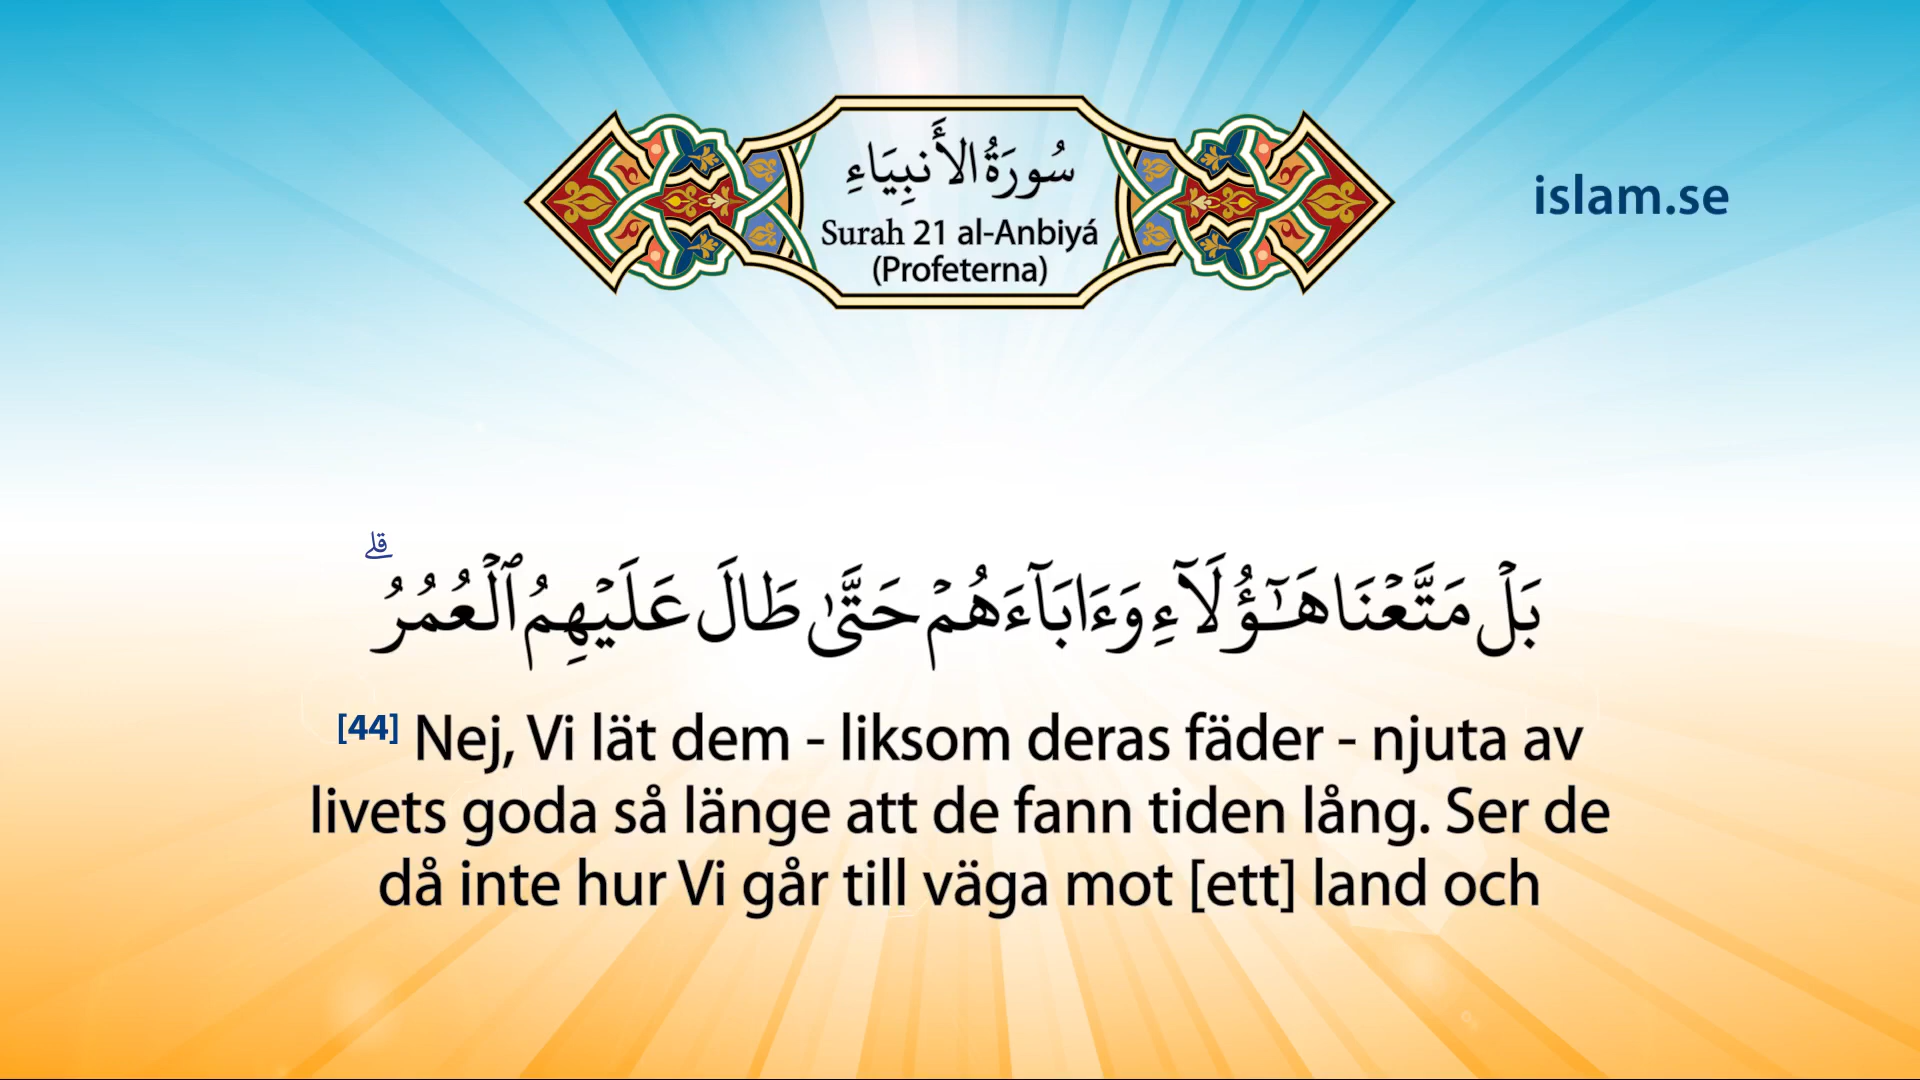 سُورَةُ الأَنبِيَاءِ
Surah 21 al-Anbiyá
(Profeterna)
islam.se
بَلۡ مَتَّعۡنَا هَٰٓؤُلَآءِ وَءَابَآءَهُمۡ حَتَّىٰ طَالَ عَلَيۡهِمُ ٱلۡعُمُرُۗ
[44] Nej, Vi lät dem - liksom deras fäder - njuta av
livets goda så länge att de fann tiden lång. Ser de
då inte hur Vi går till väga mot [ett] land och